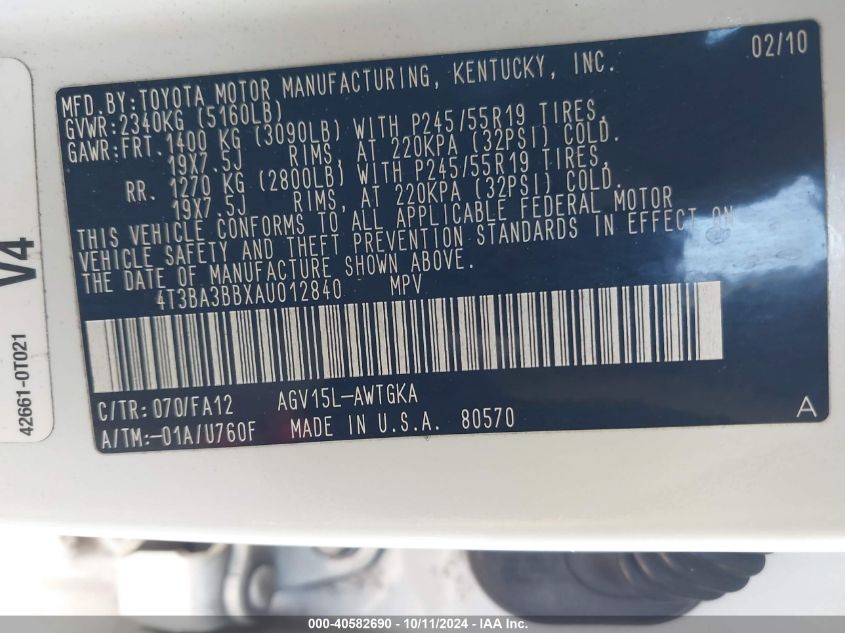 02/10
MFD.BY:TOYOTA MOTOR MANUFACTURING, KENTUCKY, INC.
GVWR:2340KG (5160LB)
GAWR:FRT.1400 KG (3090LB) WITH P245/55R19 TIRES,
19X7.5J RIMS, AT 220KPA (32PSI) COLD.
RR. 1270 KG (2800LB) WITH P245/55R19 TIRES,
19X7.5J RIMS, AT 220KPA (32PSI) COLD.
THIS VEHICLE CONFORMS TO ALL APPLICABLE FEDERAL MOTOR
VEHICLE SAFETY AND THEFT PREVENTION STANDARDS IN EFFECT ON
THE DATE OF MANUFACTURE SHOWN ABOVE.
4T3BA3BBXAU012840 MPV
C/TR: 070/FA12 AGV15L-AWTGKA
A/TM:-01A/U760F MADE IN U.S.A. 80570
A
V4
42661-0T021
000-40582690 - 10/11/2024 - IAA Inc.